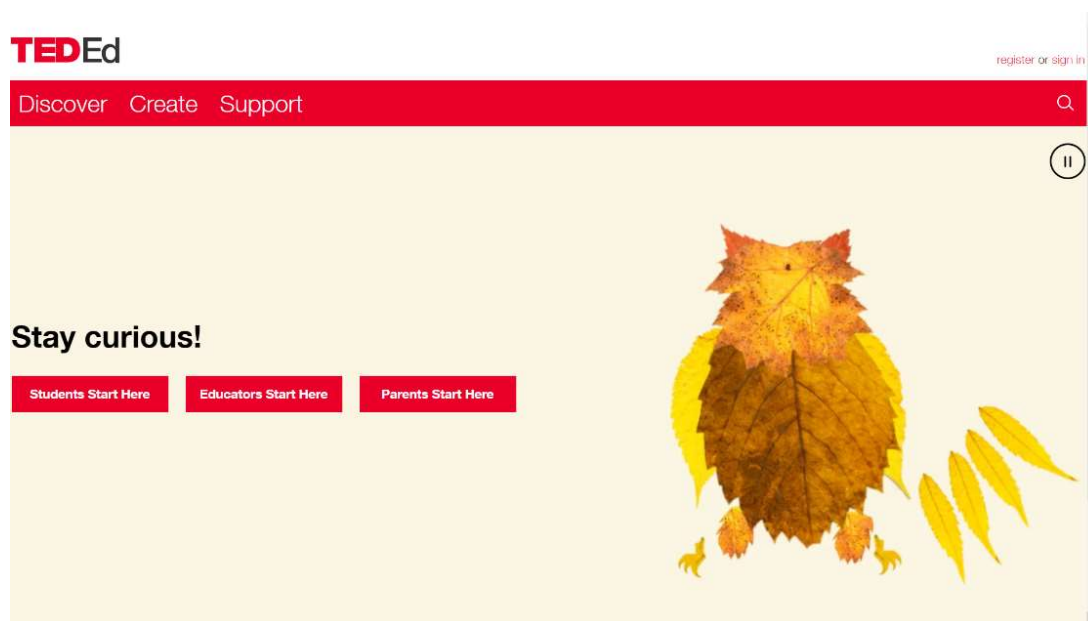 TEDEd
register or sign in
Discover Create Support
Stay curious!
Students Start Here Educators Start Here Parents Start Here